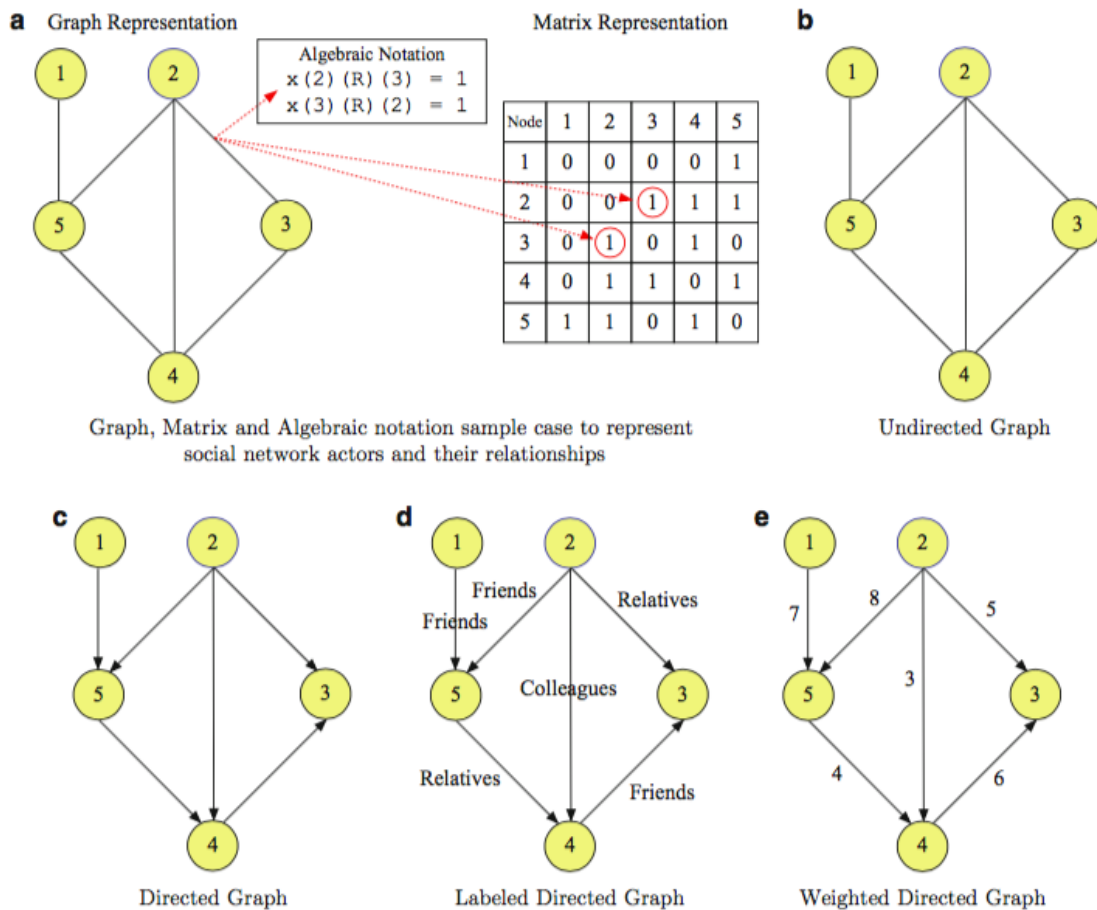 a Graph Representation
Matrix Representation
b
Algebraic Notation
x(2)(R)(3) = 1
x(3)(R)(2) = 1
1
2
5
3
4
Node 1 2 3 4 5
1 0 0 0 0 1
2 0 0 1 1 1
3 0 1 0 1 0
4 0 1 1 0 1
5 1 1 0 1 0
1
2
5
3
4
Graph, Matrix and Algebraic notation sample case to represent
social network actors and their relationships
Undirected Graph
c
1
2
5
3
4
Directed Graph
d
1
2
Friends
Relatives
Friends
5
Colleagues
3
Relatives
Friends
4
Labeled Directed Graph
e
1
2
7
8
5
5
3
3
4
6
4
Weighted Directed Graph